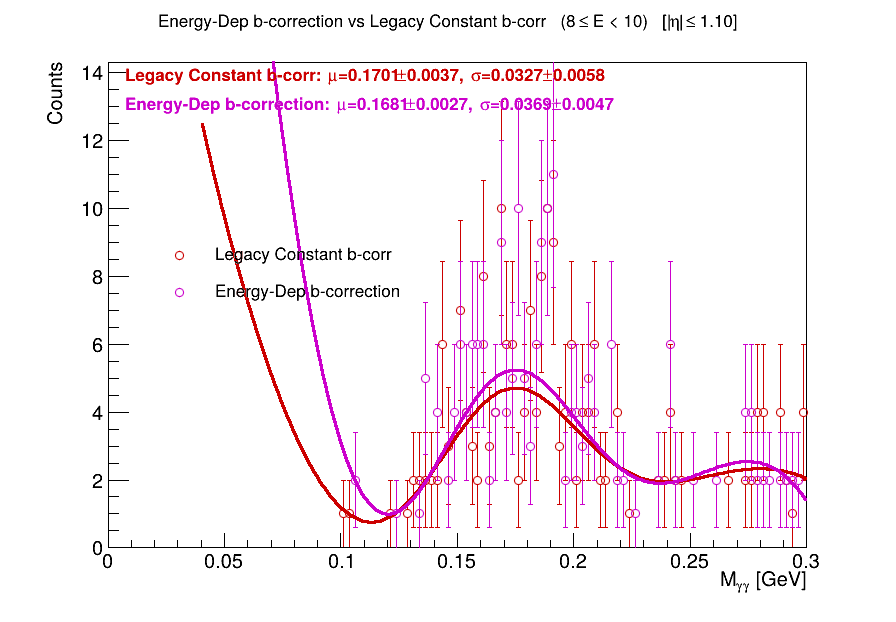 Energy-Dep b-correction vs Legacy Constant b-corr (8 ≤ E < 10) [|η| ≤ 1.10]
Counts
Legacy Constant b-corr: μ=0.1701±0.0037, σ=0.0327±0.0058
Energy-Dep b-correction: μ=0.1681±0.0027, σ=0.0369±0.0047
Legacy Constant b-corr
Energy-Dep b-correction
14
12
10
8
6
4
2
0
0 0.05 0.1 0.15 0.2 0.25 0.3
M_γγ [GeV]